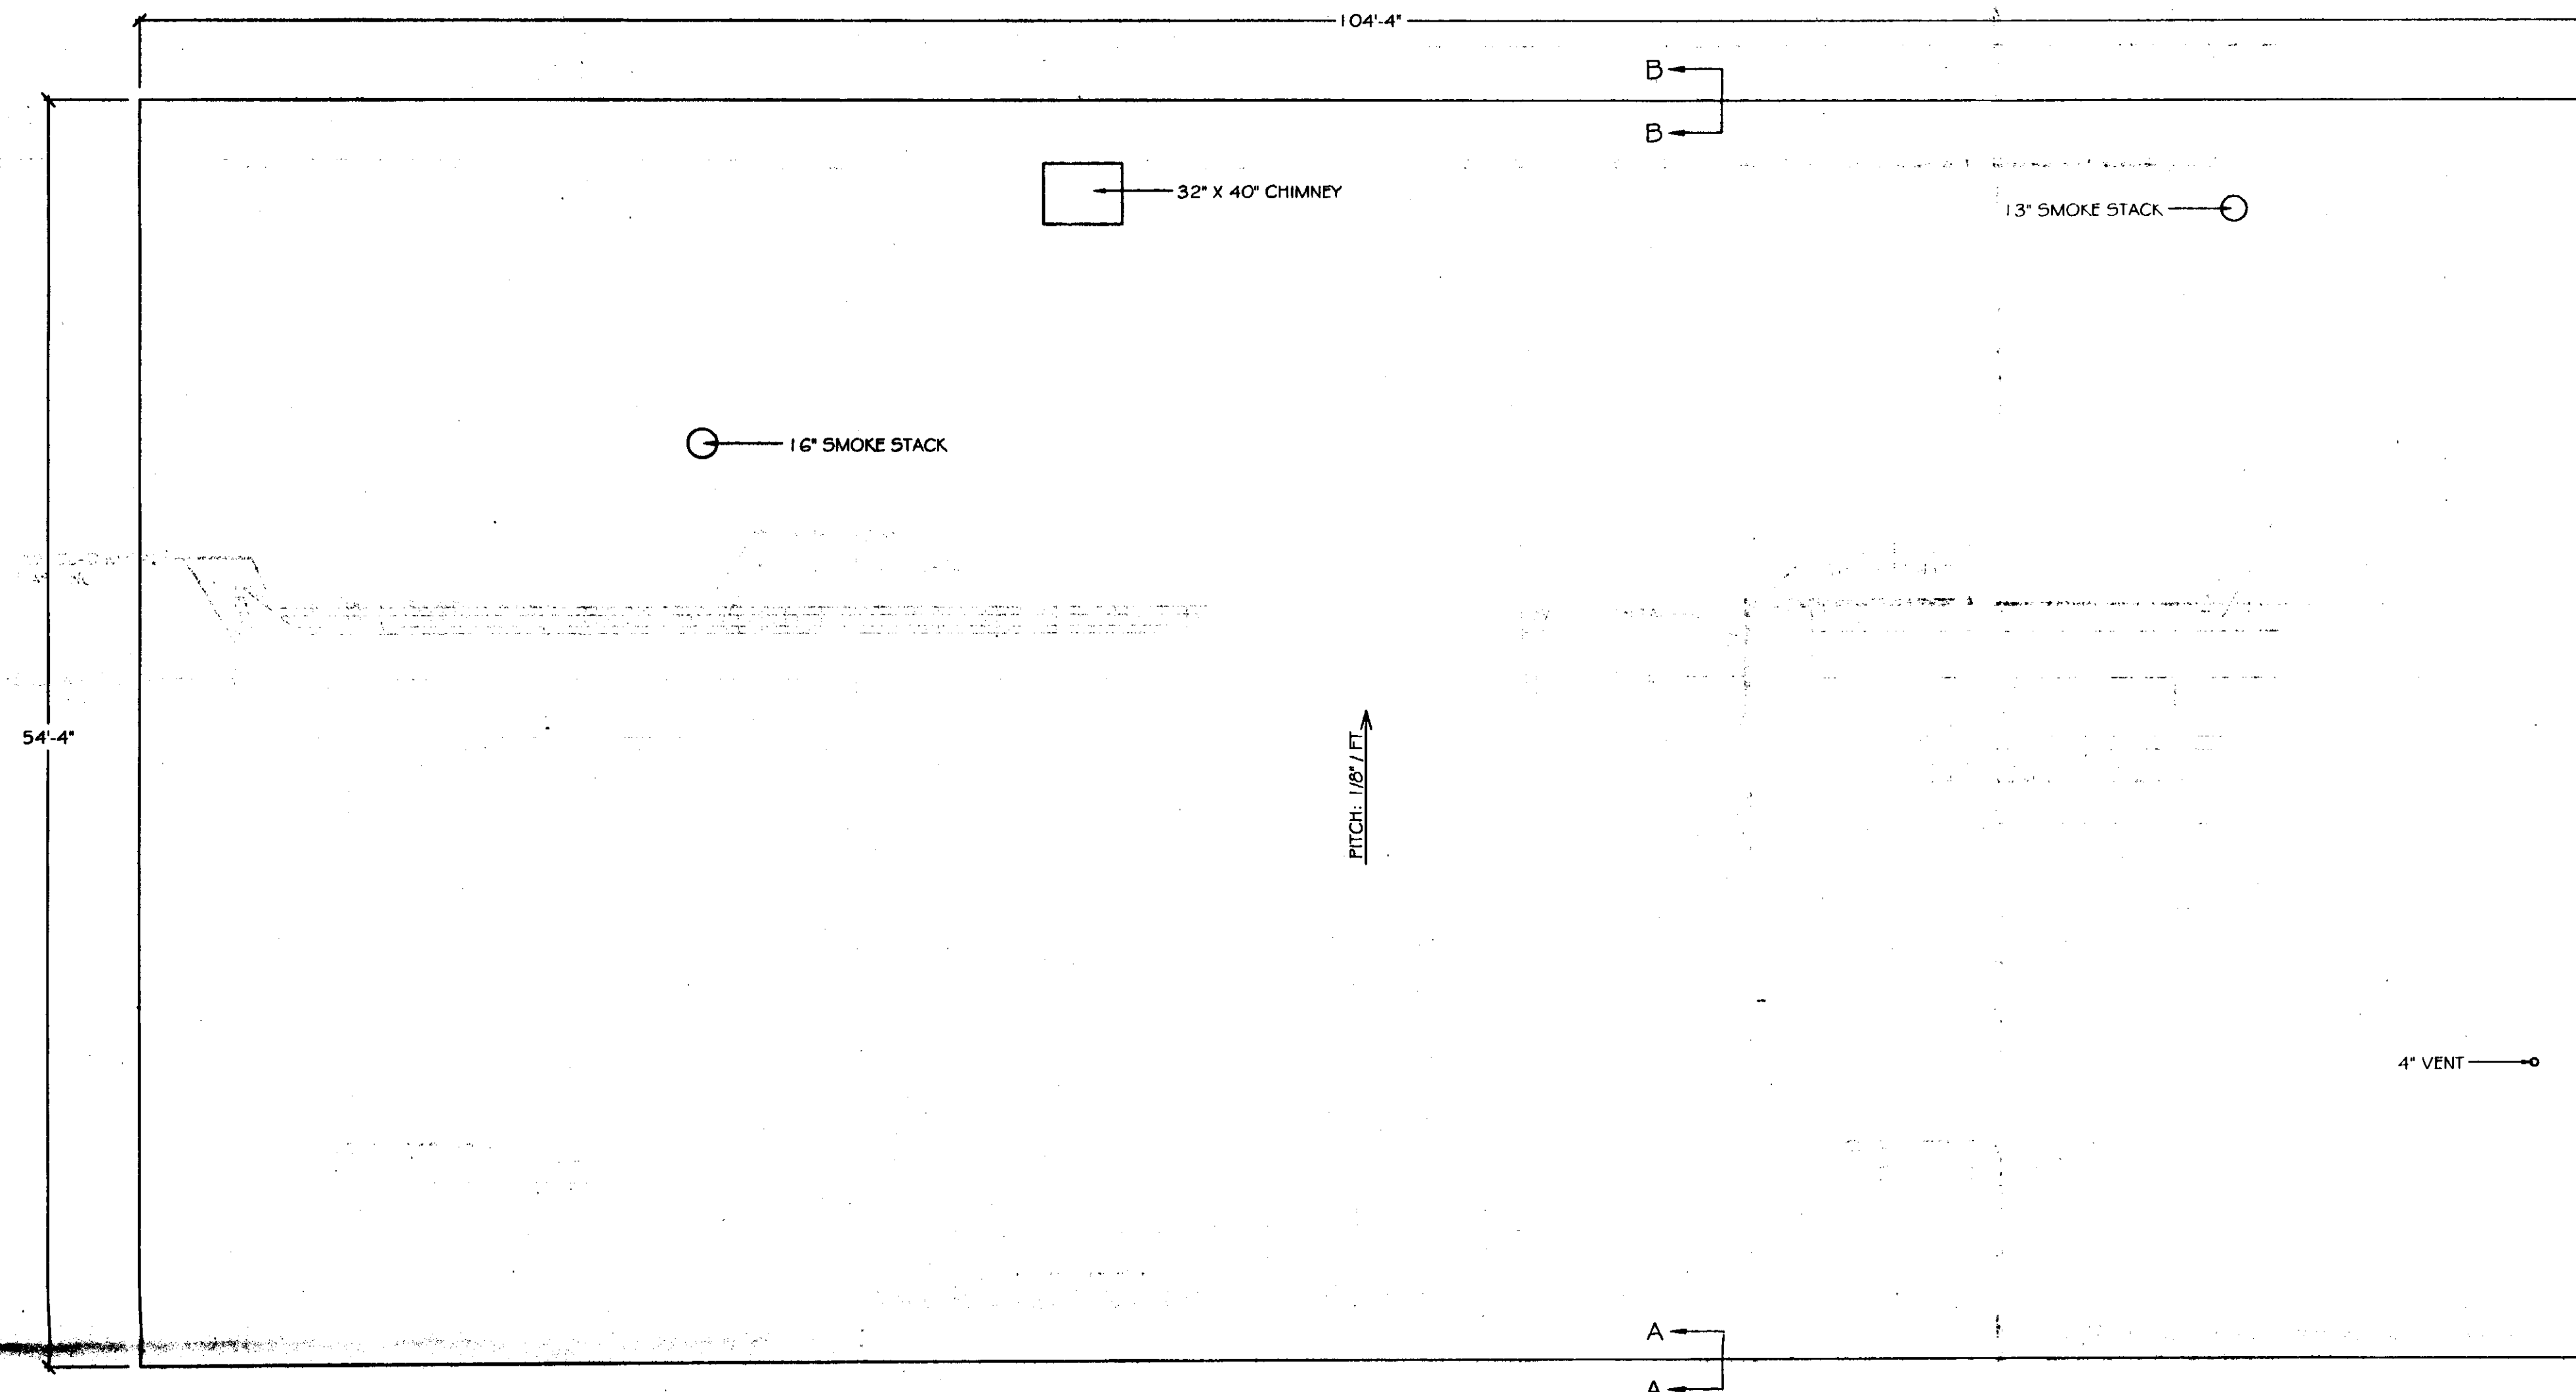 104'-4"
B
B
32" X 40" CHIMNEY
13" SMOKE STACK
16" SMOKE STACK
54'-4"
PITCH: 1/8" / FT
4" VENT
A
A